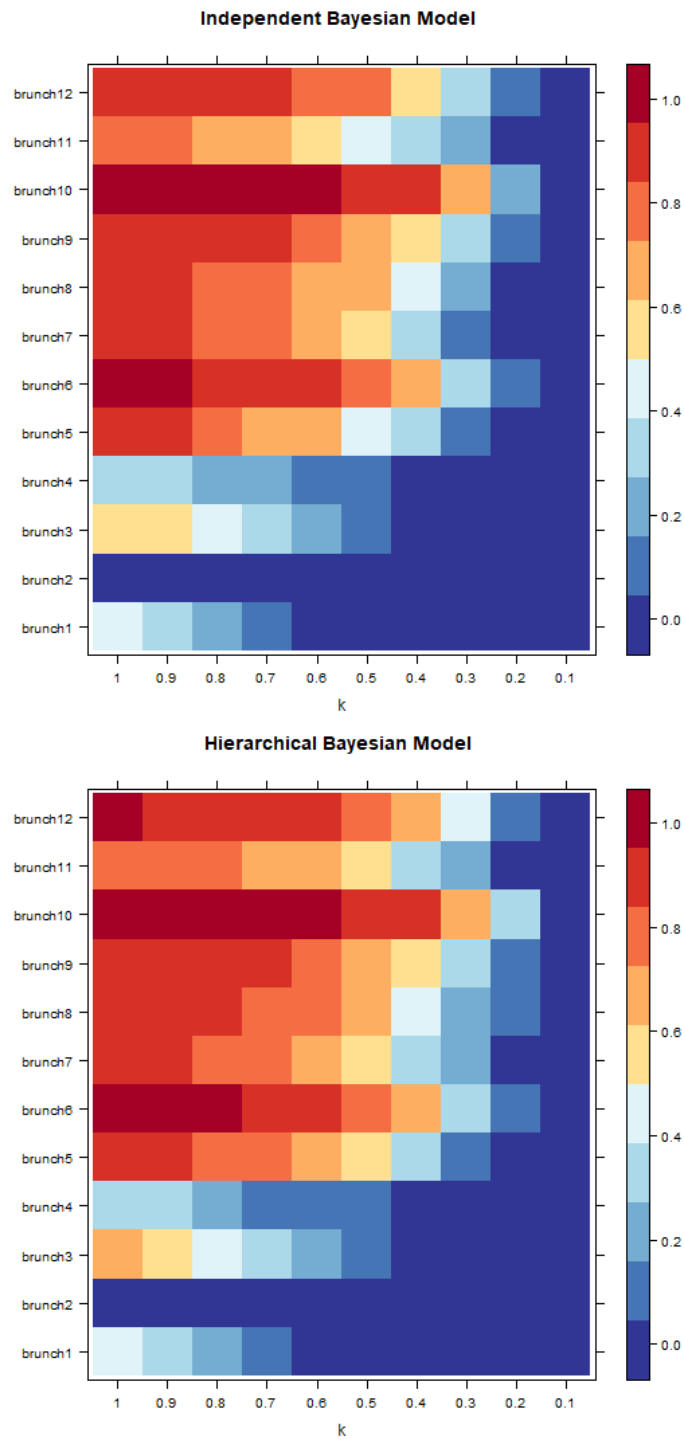 Independent Bayesian Model
brunch12
brunch11
brunch10
brunch9
brunch8
brunch7
brunch6
brunch5
brunch4
brunch3
brunch2
brunch1
1 0.9 0.8 0.7 0.6 0.5 0.4 0.3 0.2 0.1
k
1.0
0.8
0.6
0.4
0.2
0.0
Hierarchical Bayesian Model
brunch12
brunch11
brunch10
brunch9
brunch8
brunch7
brunch6
brunch5
brunch4
brunch3
brunch2
brunch1
1 0.9 0.8 0.7 0.6 0.5 0.4 0.3 0.2 0.1
k
1.0
0.8
0.6
0.4
0.2
0.0